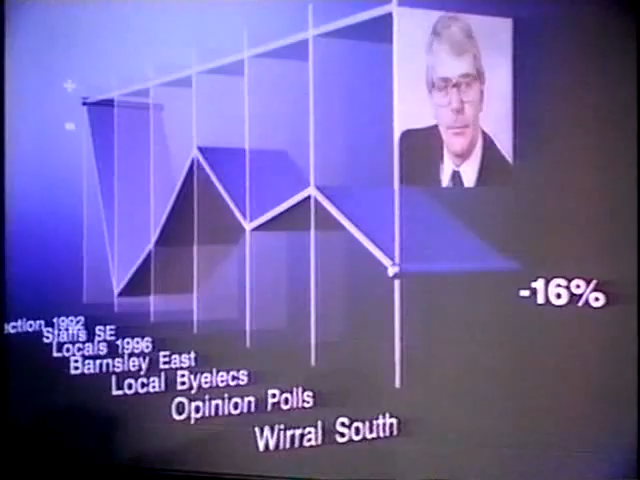 +
-
-16%
ection 1992
Staffs SE
Locals 1996
Barnsley East
Local Byelecs
Opinion Polls
Wirral South